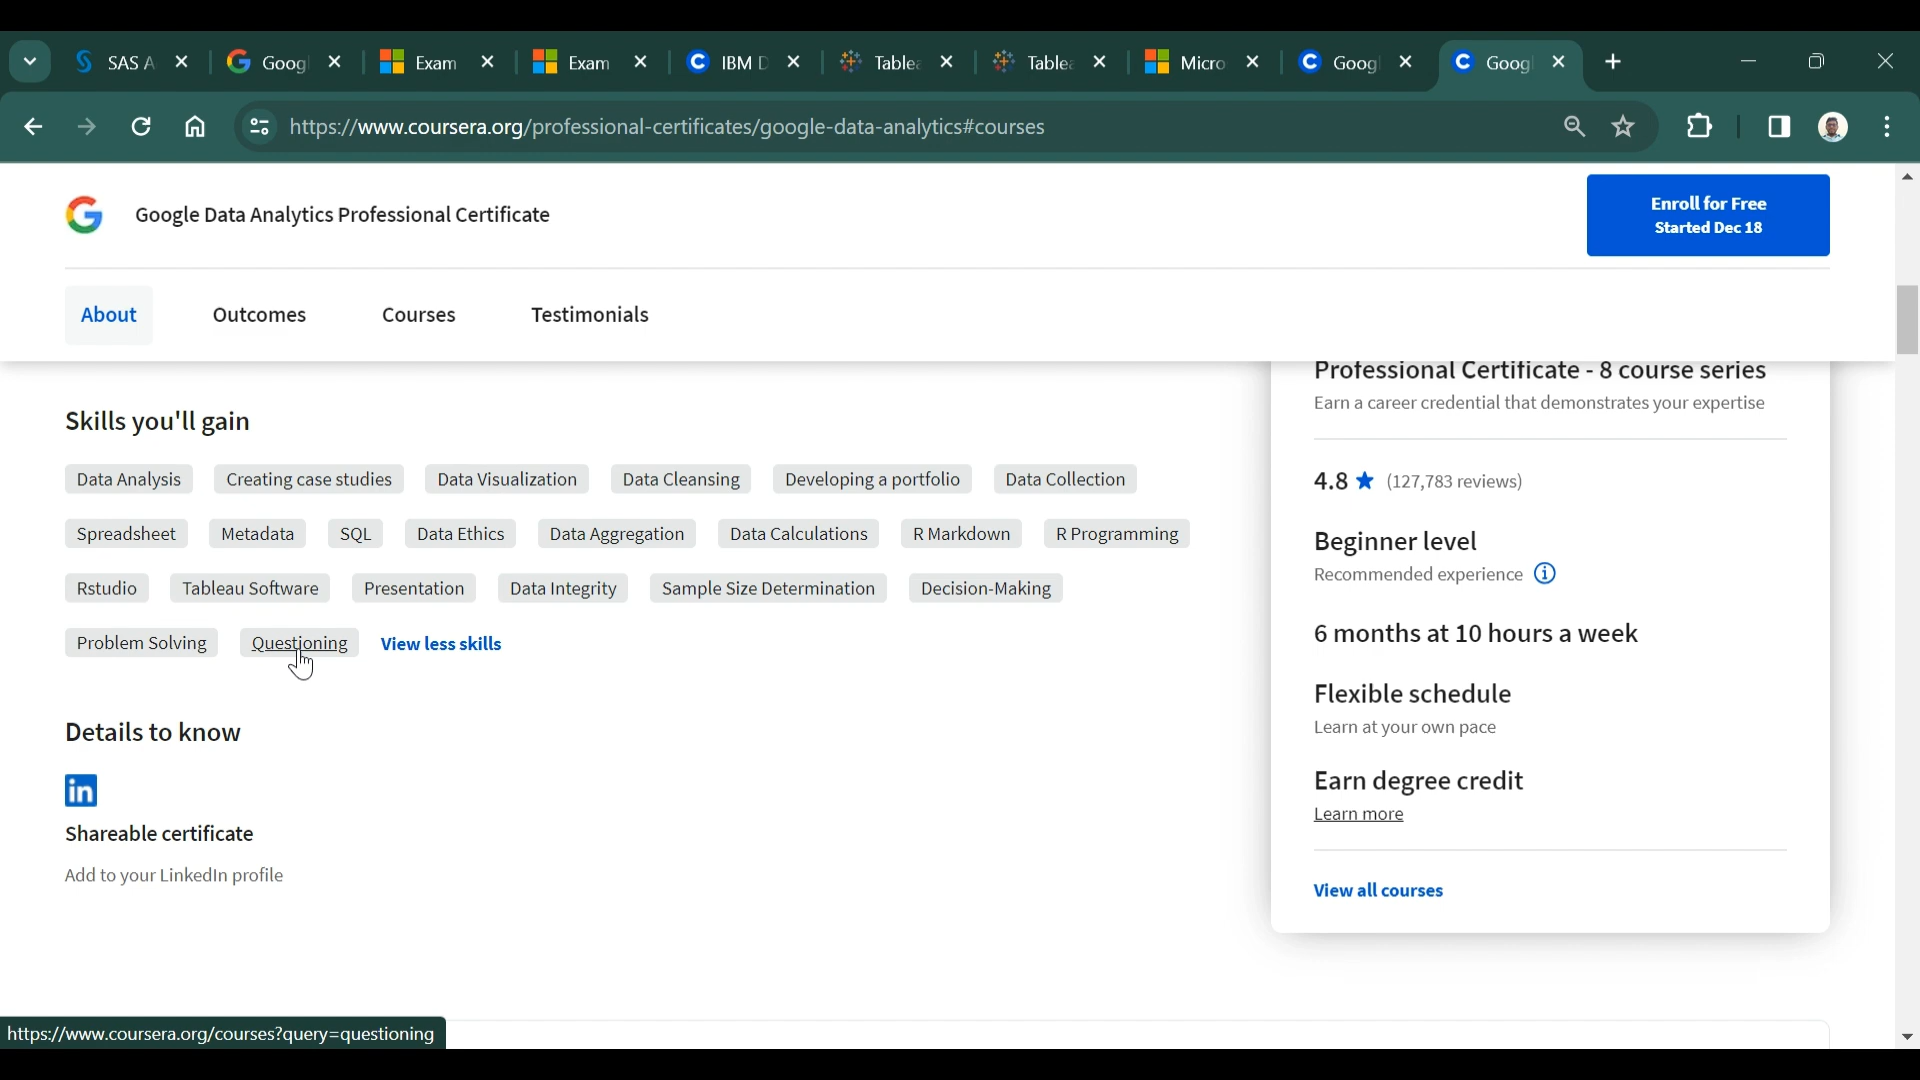 SAS A Goog Exam Exam IBM D Table Table Micro Goog Goog
https://www.coursera.org/professional-certificates/google-data-analytics#courses
Google Data Analytics Professional Certificate
Enroll for Free
Started Dec 18
About Outcomes Courses Testimonials
Professional Certificate - 8 course series
Earn a career credential that demonstrates your expertise
Skills you'll gain
Data Analysis Creating case studies Data Visualization Data Cleansing Developing a portfolio Data Collection
Spreadsheet Metadata SQL Data Ethics Data Aggregation Data Calculations R Markdown R Programming
Rstudio Tableau Software Presentation Data Integrity Sample Size Determination Decision-Making
Problem Solving Questioning View less skills
4.8 (127,783 reviews)
Beginner level
Recommended experience
6 months at 10 hours a week
Flexible schedule
Learn at your own pace
Earn degree credit
Learn more
View all courses
Details to know
in
Shareable certificate
Add to your LinkedIn profile
https://www.coursera.org/courses?query=questioning